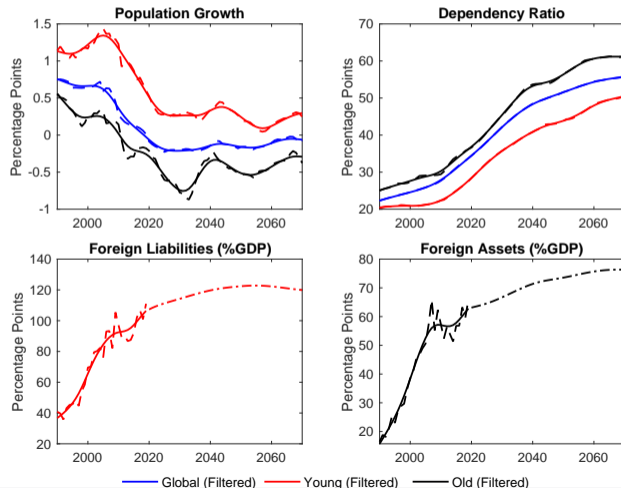 Population Growth
Dependency Ratio
Percentage Points
1.5
1
0.5
0
-0.5
-1
2000 2020 2040 2060
Percentage Points
70
60
50
40
30
20
2000 2020 2040 2060
Foreign Liabilities (%GDP)
Foreign Assets (%GDP)
Percentage Points
140
120
100
80
60
40
20
2000 2020 2040 2060
Percentage Points
80
70
60
50
40
30
20
2000 2020 2040 2060
Global (Filtered) Young (Filtered) Old (Filtered)